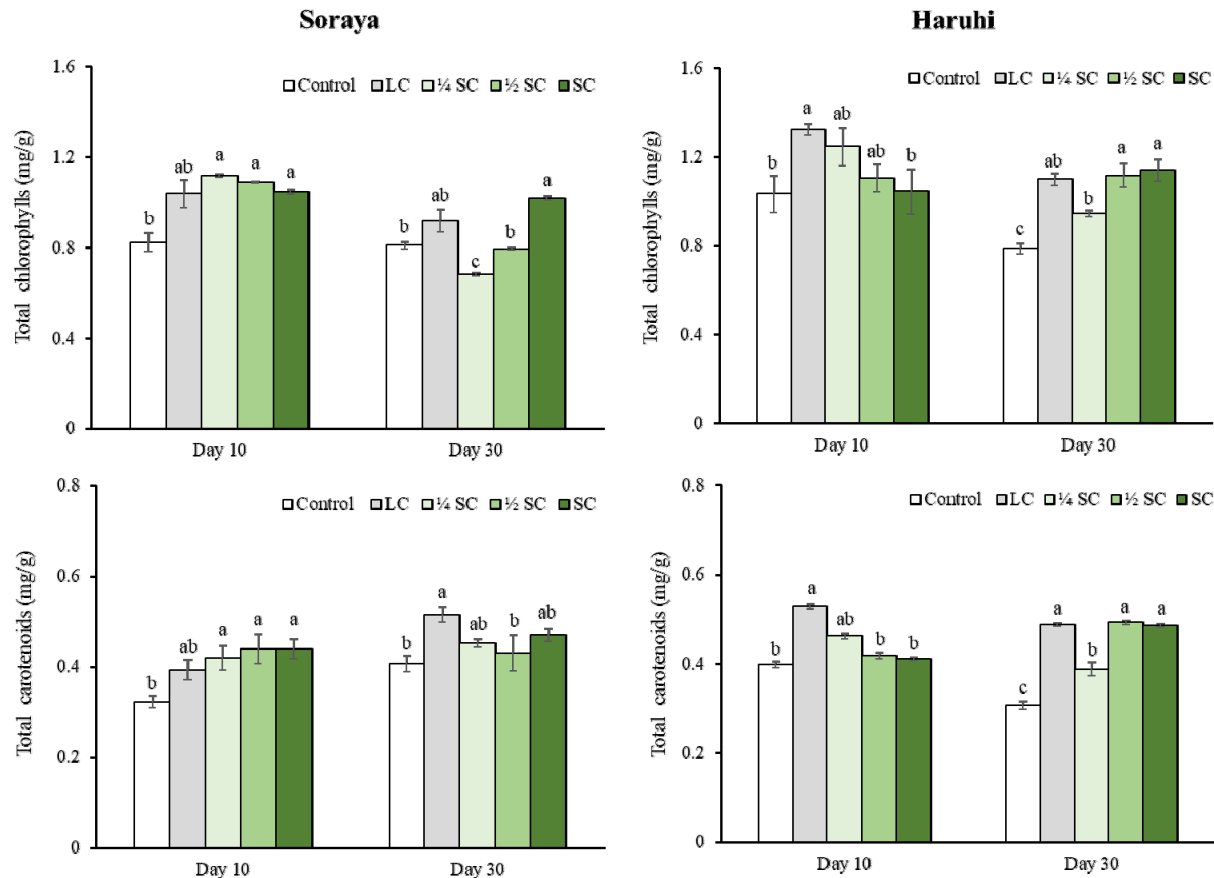 Soraya
Haruhi
Total chlorophylls (mg/g)
1.6
1.2
0.8
0.4
0
Control LC ¼ SC ½ SC SC
b ab a a a
b ab c b a
Day 10 Day 30
Total chlorophylls (mg/g)
1.6
1.2
0.8
0.4
0
Control LC ¼ SC ½ SC SC
b a ab ab b
c ab b a a
Day 10 Day 30
Total carotenoids (mg/g)
0.8
0.6
0.4
0.2
0
Control LC ¼ SC ½ SC SC
b ab a a a
b a ab b ab
Day 10 Day 30
Total carotenoids (mg/g)
0.8
0.6
0.4
0.2
0
Control LC ¼ SC ½ SC SC
b a ab b b
c a b a a
Day 10 Day 30